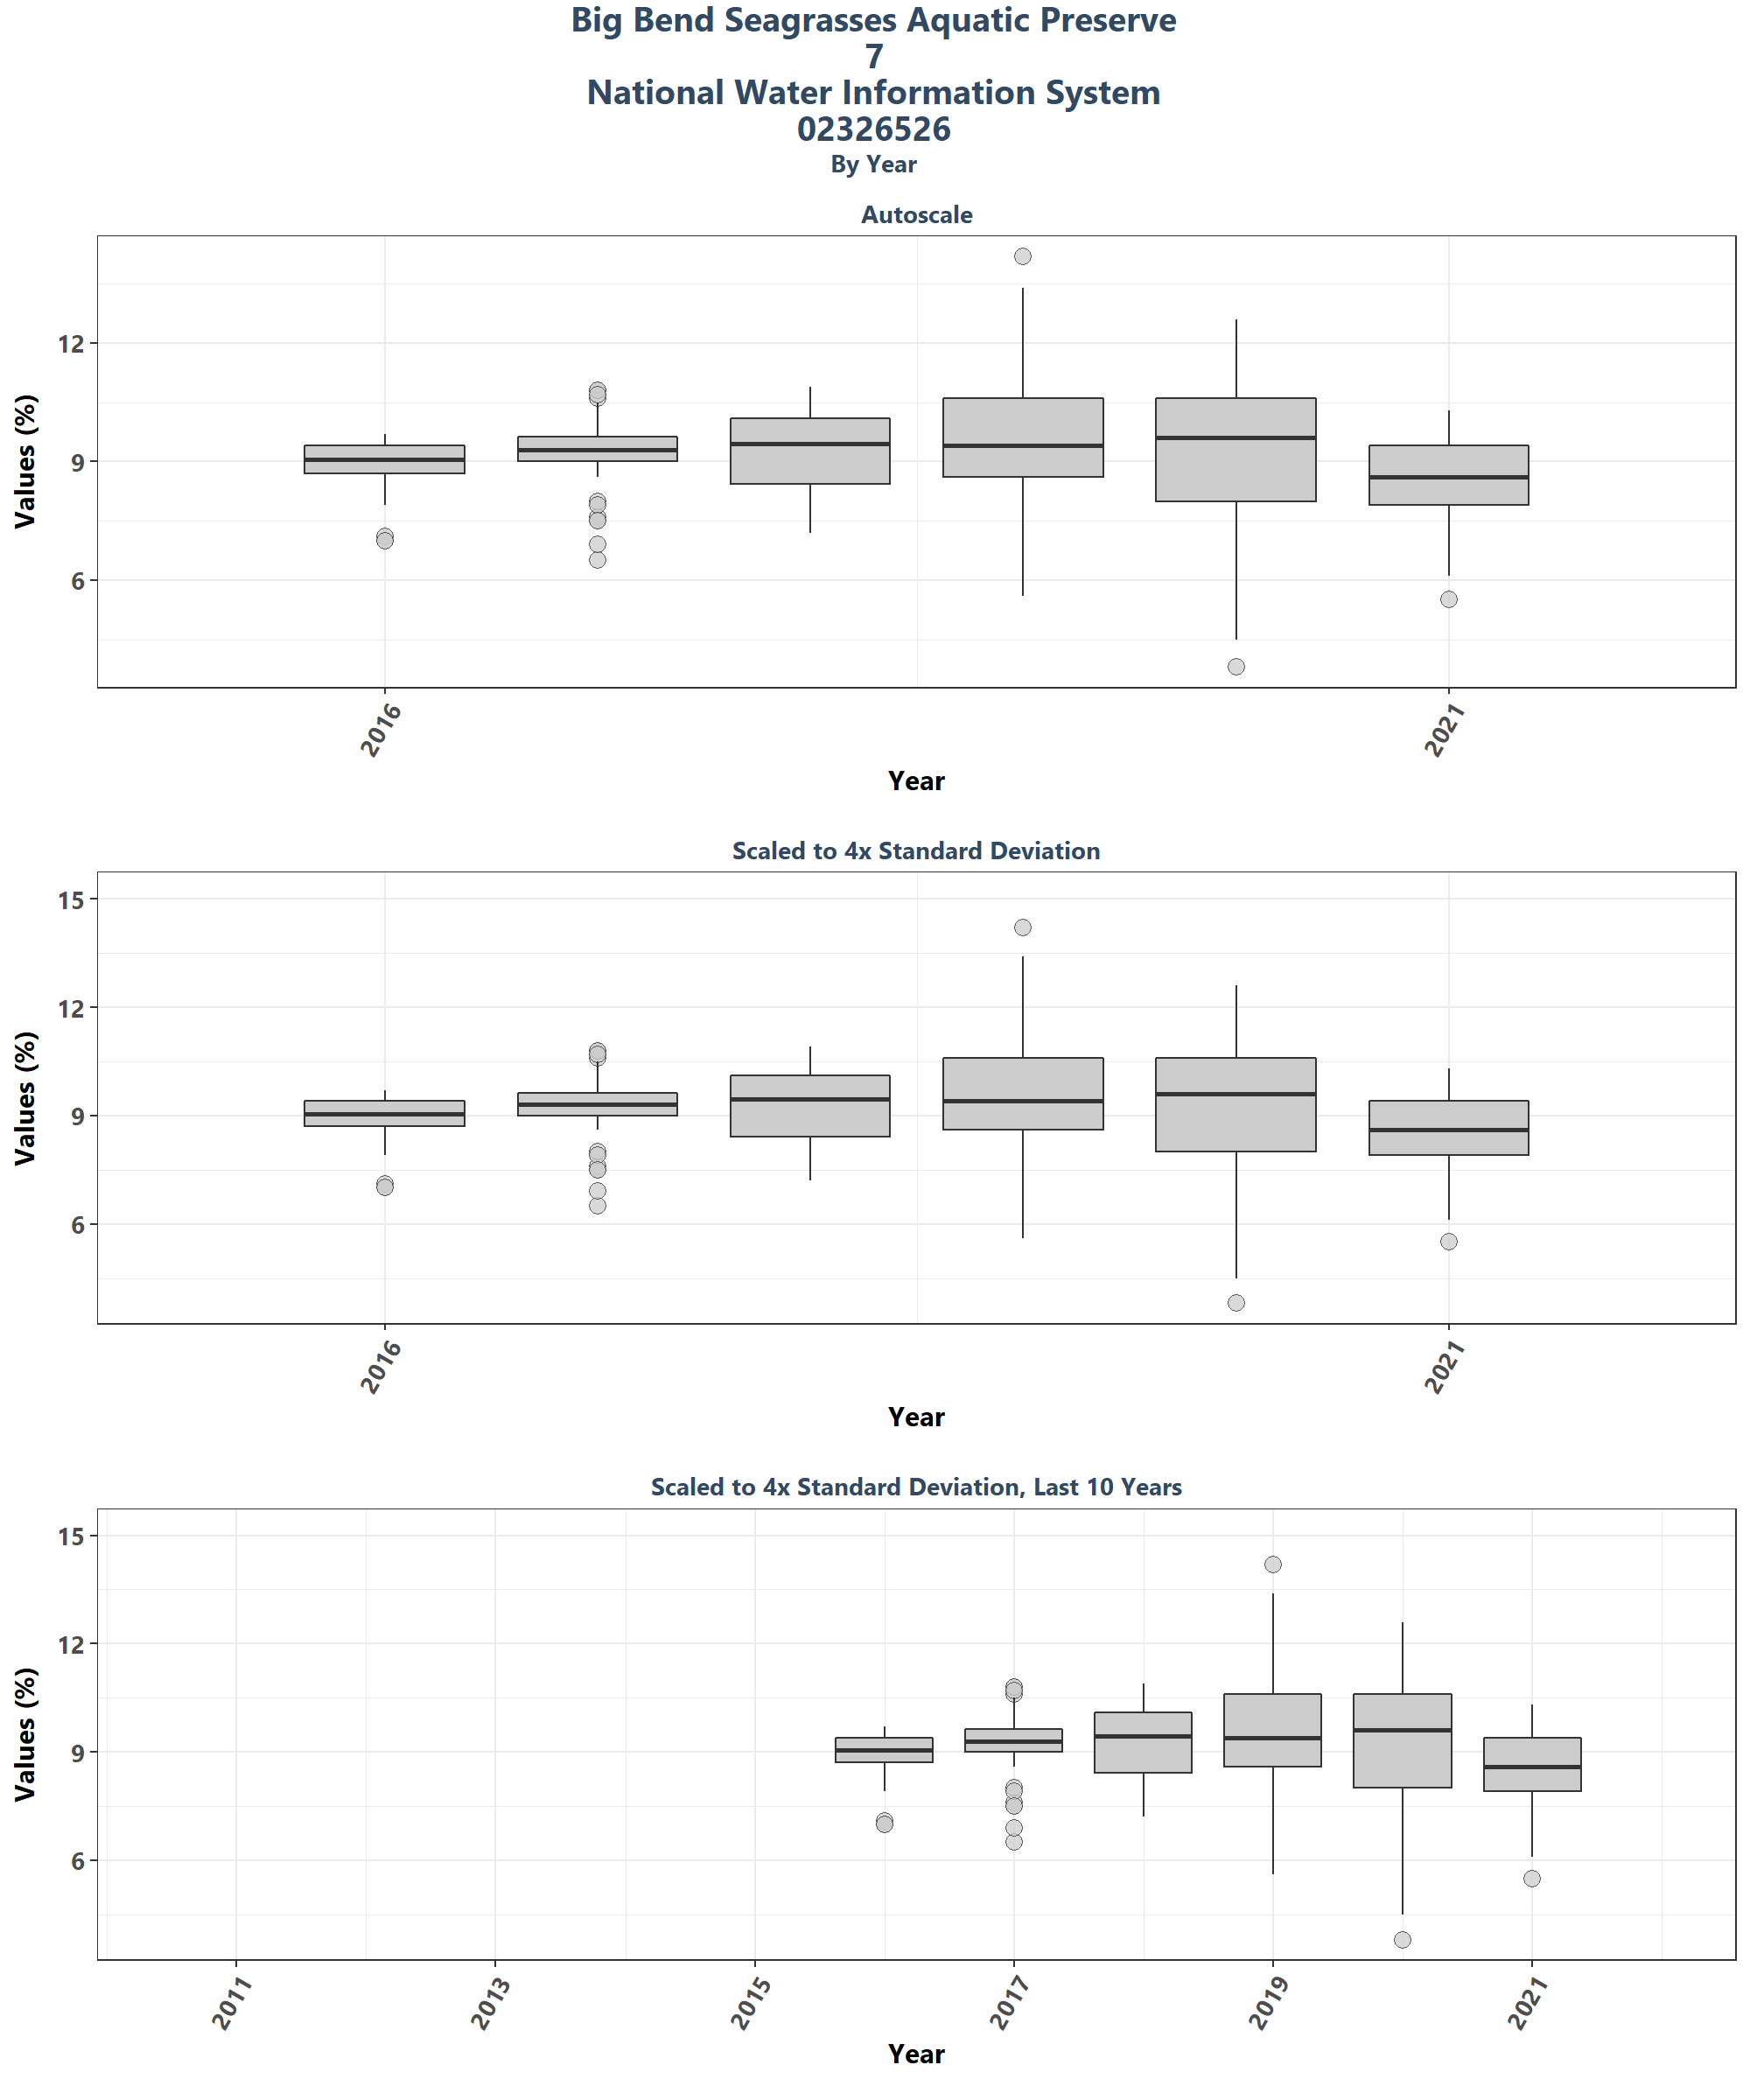 Big Bend Seagrasses Aquatic Preserve
7
National Water Information System
02326526
By Year
Autoscale
Values (%)
12
9
6
2016
2021
Year
Scaled to 4x Standard Deviation
Values (%)
15
12
9
6
2016
2021
Year
Scaled to 4x Standard Deviation, Last 10 Years
Values (%)
15
12
9
6
2011
2013
2015
2017
2019
2021
Year